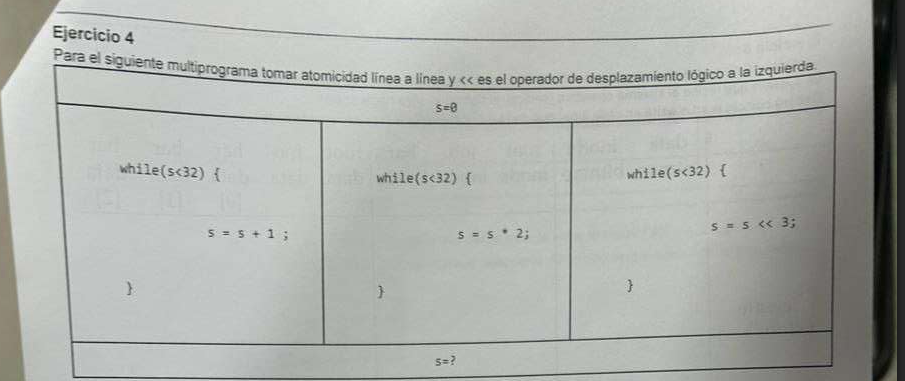 Ejercicio 4
Para el siguiente multiprograma tomar atomicidad línea a línea y << es el operador de desplazamiento lógico a la izquierda.
s=0
while(s<32) {
s = s + 1 ;
}
while(s<32) {
s = s * 2;
}
while(s<32) {
s = s << 3;
}
s=?